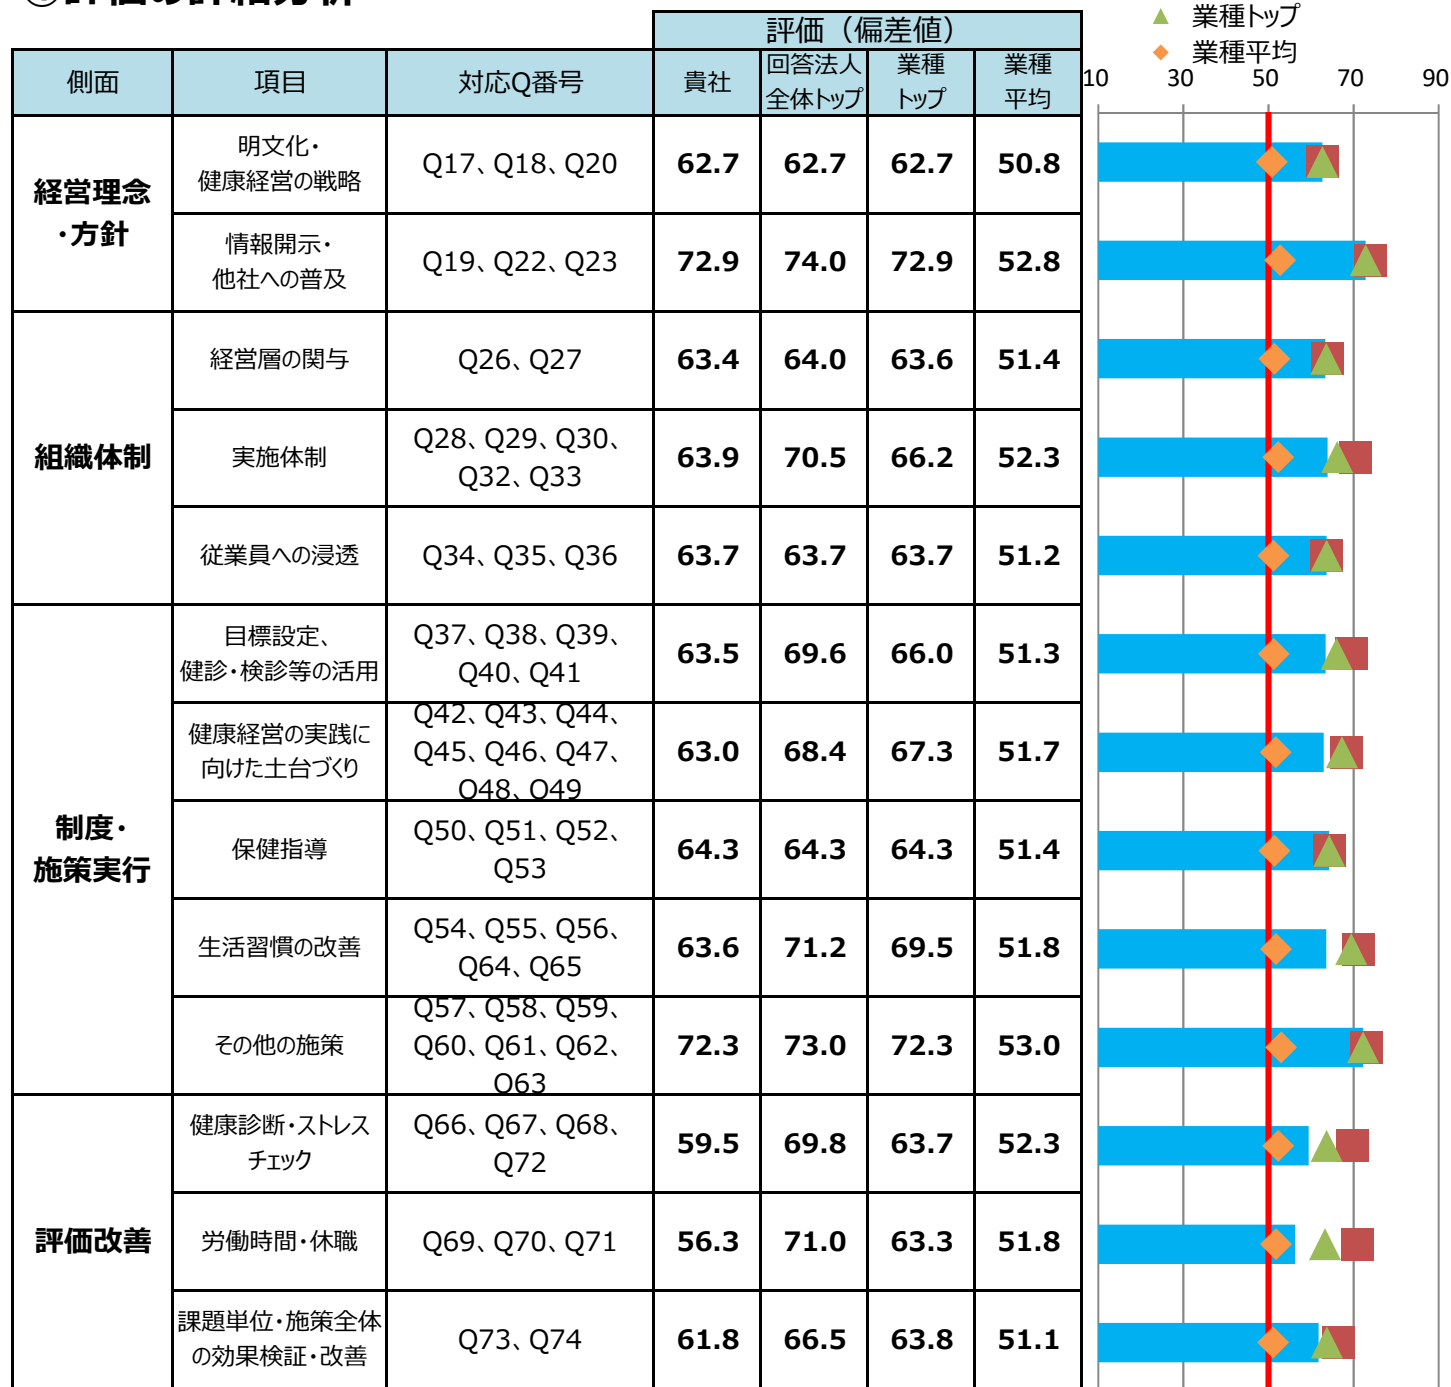 評価の詳細分析
評価（偏差値）
▲ 業種トップ
◆ 業種平均
側面 項目 対応Q番号 貴社 回答法人全体トップ 業種トップ 業種平均
10 30 50 70 90
経営理念・方針
明文化・健康経営の戦略 Q17、Q18、Q20 62.7 62.7 62.7 50.8
情報開示・他社への普及 Q19、Q22、Q23 72.9 74.0 72.9 52.8
組織体制
経営層の関与 Q26、Q27 63.4 64.0 63.6 51.4
実施体制 Q28、Q29、Q30、Q32、Q33 63.9 70.5 66.2 52.3
従業員への浸透 Q34、Q35、Q36 63.7 63.7 63.7 51.2
制度・施策実行
目標設定、健診・検診等の活用 Q37、Q38、Q39、Q40、Q41 63.5 69.6 66.0 51.3
健康経営の実践に向けた土台づくり Q42、Q43、Q44、Q45、Q46、Q47、Q48、Q49 63.0 68.4 67.3 51.7
保健指導 Q50、Q51、Q52、Q53 64.3 64.3 64.3 51.4
生活習慣の改善 Q54、Q55、Q56、Q64、Q65 63.6 71.2 69.5 51.8
その他の施策 Q57、Q58、Q59、Q60、Q61、Q62、Q63 72.3 73.0 72.3 53.0
評価改善
健康診断・ストレスチェック Q66、Q67、Q68、Q72 59.5 69.8 63.7 52.3
労働時間・休職 Q69、Q70、Q71 56.3 71.0 63.3 51.8
課題単位・施策全体の効果検証・改善 Q73、Q74 61.8 66.5 63.8 51.1